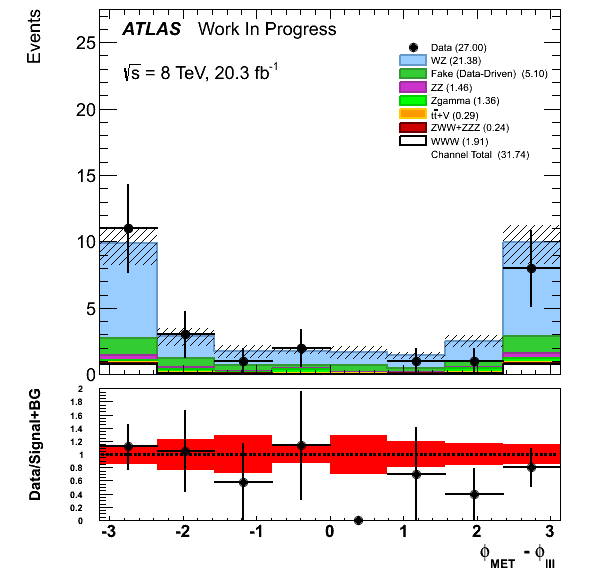 Events
ATLAS Work In Progress
√s = 8 TeV, 20.3 fb⁻¹
Data (27.00)
WZ (21.38)
Fake (Data-Driven) (5.10)
ZZ (1.46)
Zgamma (1.36)
tt̄+V (0.29)
ZWW+ZZZ (0.24)
WWW (1.91)
Channel Total (31.74)
25
20
15
10
5
0
Data/Signal+BG
2
1.8
1.6
1.4
1.2
1
0.8
0.6
0.4
0.2
0
-3 -2 -1 0 1 2 3
ϕMET - ϕlll